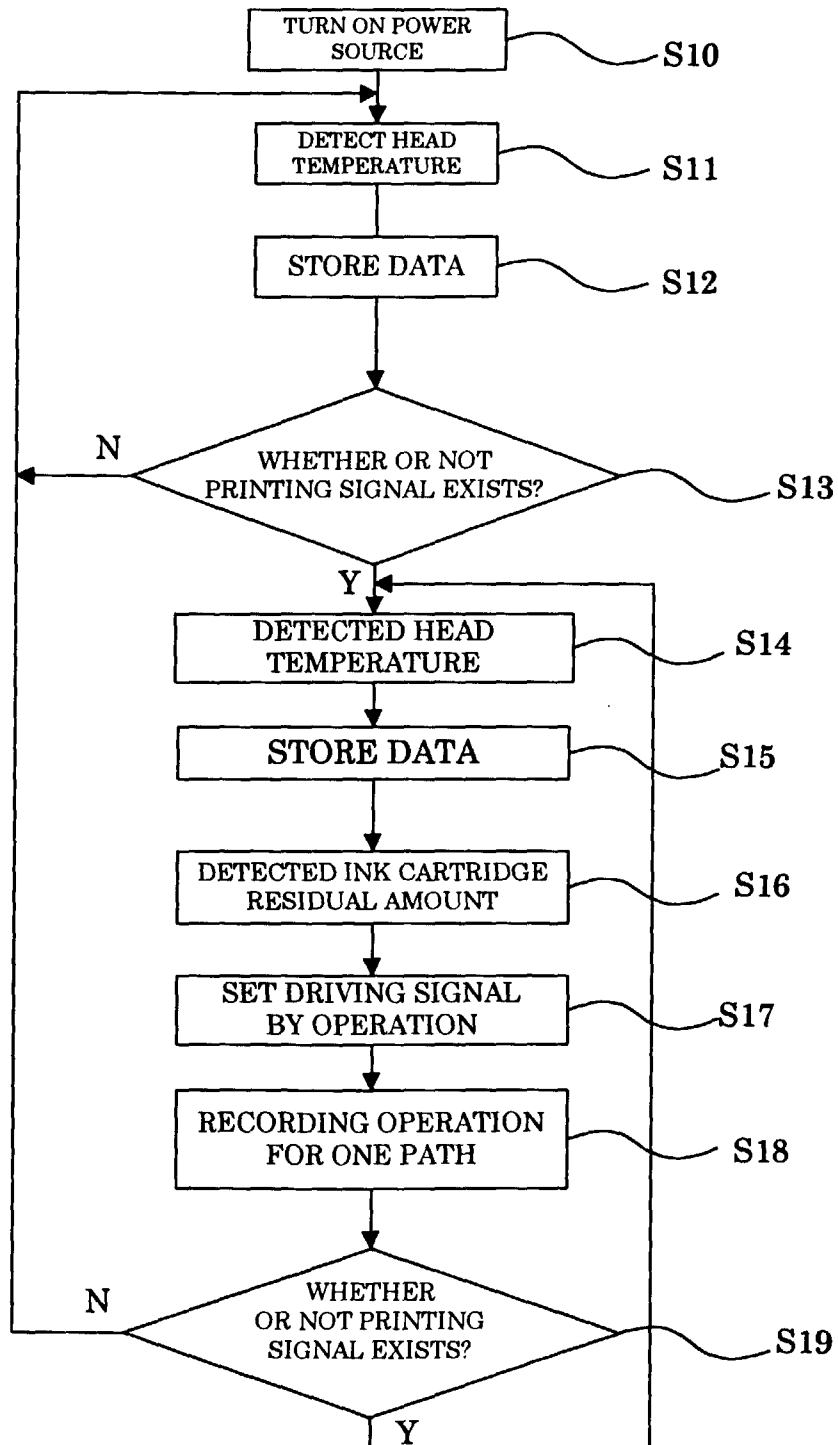 TURN ON POWER
SOURCE
S10
DETECT HEAD
TEMPERATURE
S11
STORE DATA
S12
N
WHETHER OR NOT
PRINTING SIGNAL EXISTS?
S13
Y
DETECTED HEAD
TEMPERATURE
S14
STORE DATA
S15
DETECTED INK CARTRIDGE
RESIDUAL AMOUNT
S16
SET DRIVING SIGNAL
BY OPERATION
S17
RECORDING OPERATION
FOR ONE PATH
S18
N
WHETHER
OR NOT PRINTING
SIGNAL EXISTS?
S19
Y